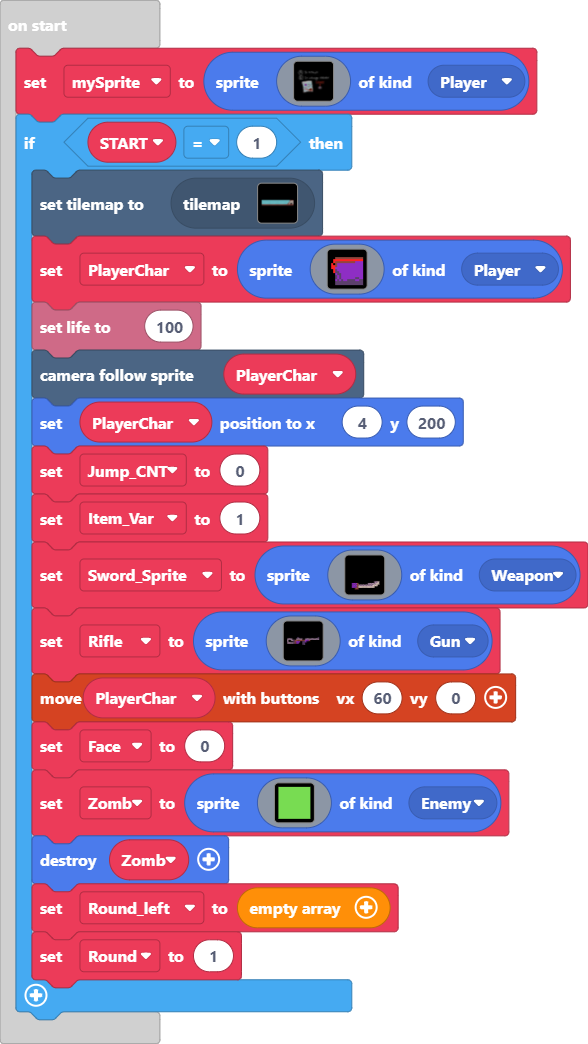 on start
set mySprite to sprite of kind Player
if START = 1 then
set tilemap to tilemap
set PlayerChar to sprite of kind Player
set life to 100
camera follow sprite PlayerChar
set PlayerChar position to x 4 y 200
set Jump_CNT to 0
set Item_Var to 1
set Sword_Sprite to sprite of kind Weapon
set Rifle to sprite of kind Gun
move PlayerChar with buttons vx 60 vy 0
set Face to 0
set Zomb to sprite of kind Enemy
destroy Zomb
set Round_left to empty array
set Round to 1